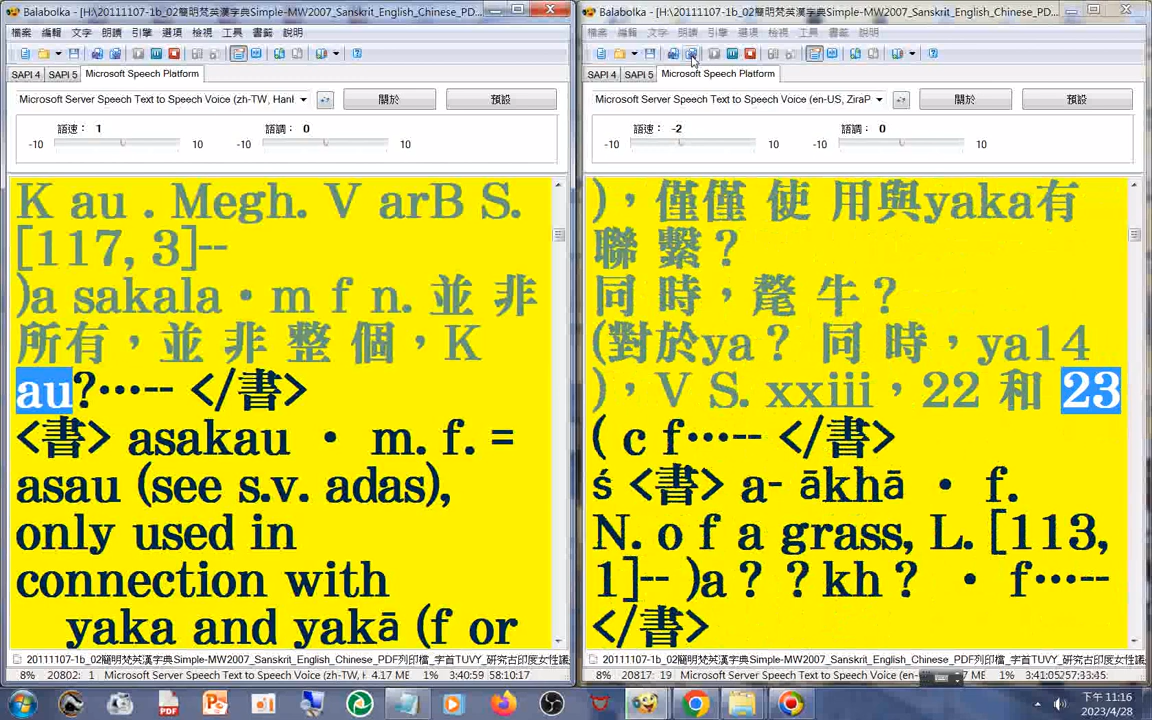 Balabolka - [H:\20111107-1b_02簡明梵英漢字典Simple-MW2007_Sanskrit_English_Chinese_PD...
檔案 編輯 文字 朗讀 引擎 選項 檢視 工具 書籤 說明
SAPI 4 SAPI 5 Microsoft Speech Platform
Microsoft Server Speech Text to Speech Voice (zh-TW, Hanl 關於 預設
語速： 1 語調： 0
-10 10 -10 10
K au . Megh. V arB S.
[117, 3]--
)a sakala • m f n. 並 非
所有，並 非 整 個，K
au?…-- </書>
<書> asakau • m. f. =
asau (see s.v. adas),
only used in
connection with
yaka and yakā (f or
20111107-1b_02簡明梵英漢字典Simple-MW2007_Sanskrit_English_Chinese_PDF列印檔_字首TUVY_研究古印度女性議
8% 20802: 1 Microsoft Server Speech Text to Speech Voice (zh-TW, H 4.17 ME 1% 3:40:59 58:10:17
Balabolka - [H:\20111107-1b_02簡明梵英漢字典Simple-MW2007_Sanskrit_English_Chinese_PDF...
檔案 編輯 文字 朗讀 引擎 選項 檢視 工具 書籤 說明
SAPI 4 SAPI 5 Microsoft Speech Platform
Microsoft Server Speech Text to Speech Voice (en-US, ZiraP 關於 預設
語速： -2 語調： 0
-10 10 -10 10
)，僅僅 使 用與yaka有
聯 繫？
同 時，氂 牛？
(對於ya？ 同 時，ya14
)，V S. xxiii，22 和 23
( c f…-- </書>
ś <書> a- ākhā • f.
N. o f a grass, L. [113,
1]-- )a？？kh？ • f…--
</書>
20111107-1b_02簡明梵英漢字典Simple-MW2007_Sanskrit_English_Chinese_PDF列印檔_字首TUVY_研究古印度女性議
8% 20817: 19 Microsoft Server Speech Text to Speech Voice (en-US 1% 3:41:05 257:33:45.
下午 11:16
2023/4/28